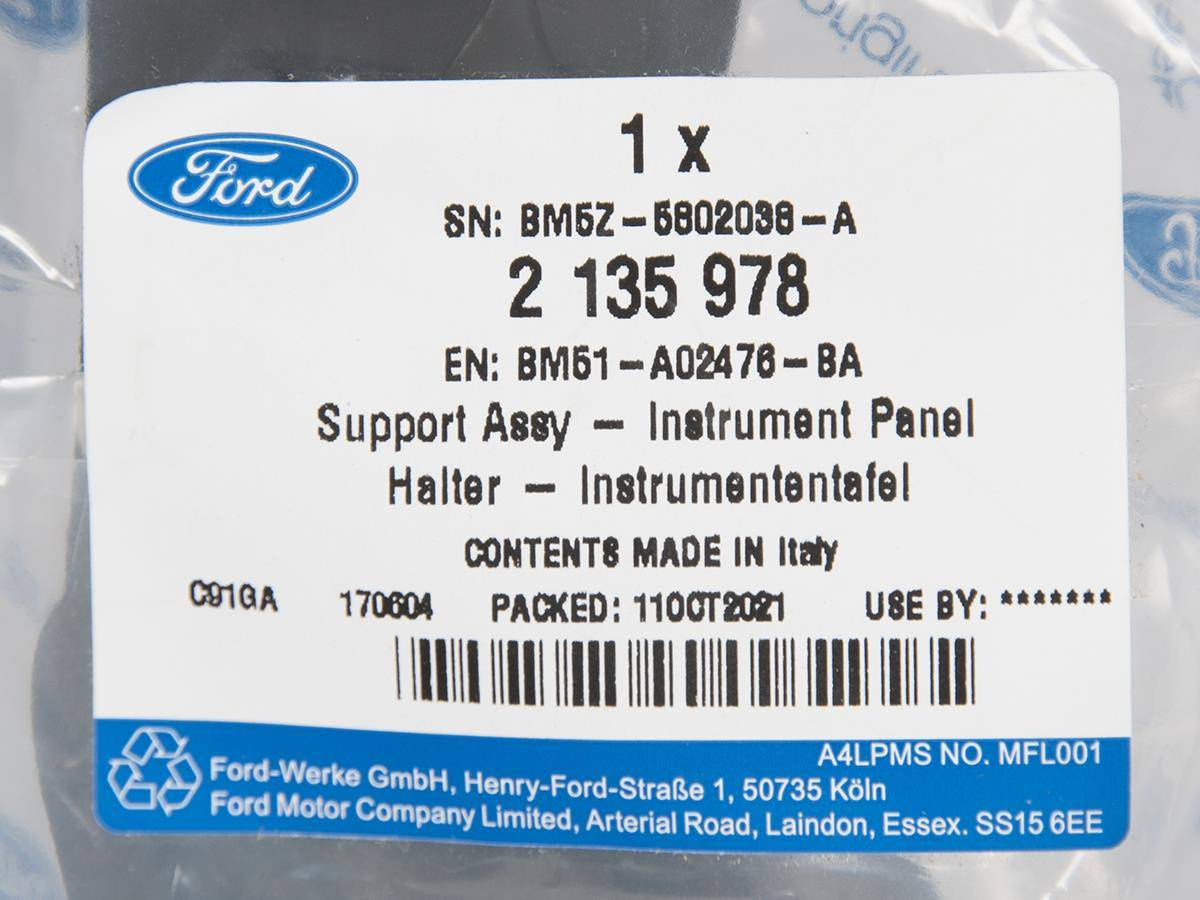 Ford
1 x
SN: BM5Z-5802038-A
2 135 978
EN: BM51-A02476-BA
Support Assy - Instrument Panel
Halter - Instrumententafel
CONTENTS MADE IN Italy
C91GA 170604 PACKED: 11OCT2021 USE BY: *******
A4LPMS NO. MFL001
Ford-Werke GmbH, Henry-Ford-Straße 1, 50735 Köln
Ford Motor Company Limited, Arterial Road, Laindon, Essex. SS15 6EE